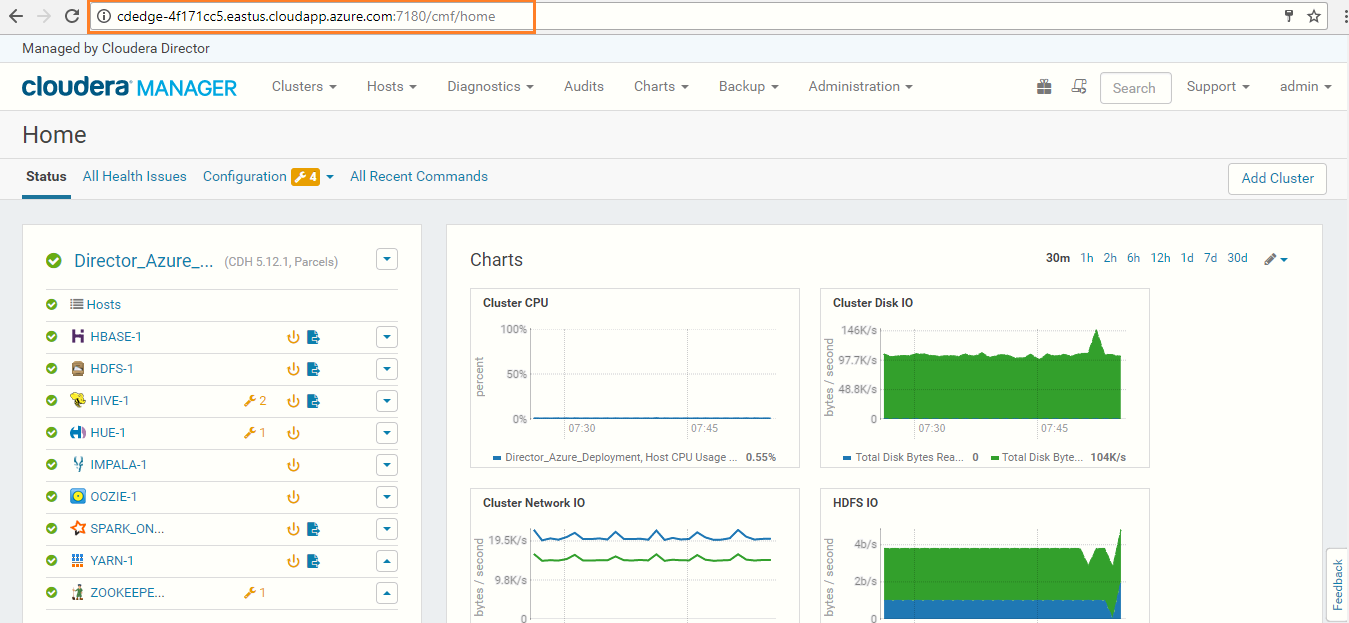 cdedge-4f171cc5.eastus.cloudapp.azure.com:7180/cmf/home
Managed by Cloudera Director
cloudera MANAGER Clusters Hosts Diagnostics Audits Charts Backup Administration Search Support admin
Home
Status All Health Issues Configuration 4 All Recent Commands Add Cluster
Director_Azure_... (CDH 5.12.1, Parcels)
Hosts
HBASE-1
HDFS-1
HIVE-1 2
HUE-1 1
IMPALA-1
OOZIE-1
SPARK_ON...
YARN-1
ZOOKEEPE... 1
Charts 30m 1h 2h 6h 12h 1d 7d 30d
Cluster CPU
percent
100%
50%
0%
07:30 07:45
Director_Azure_Deployment, Host CPU Usage ... 0.55%
Cluster Disk IO
bytes / second
146K/s
97.7K/s
48.8K/s
0
07:30 07:45
Total Disk Bytes Rea... 0 Total Disk Byte... 104K/s
Cluster Network IO
bytes / second
19.5K/s
9.8K/s
0
HDFS IO
bytes / second
4b/s
2b/s
0
Feedback